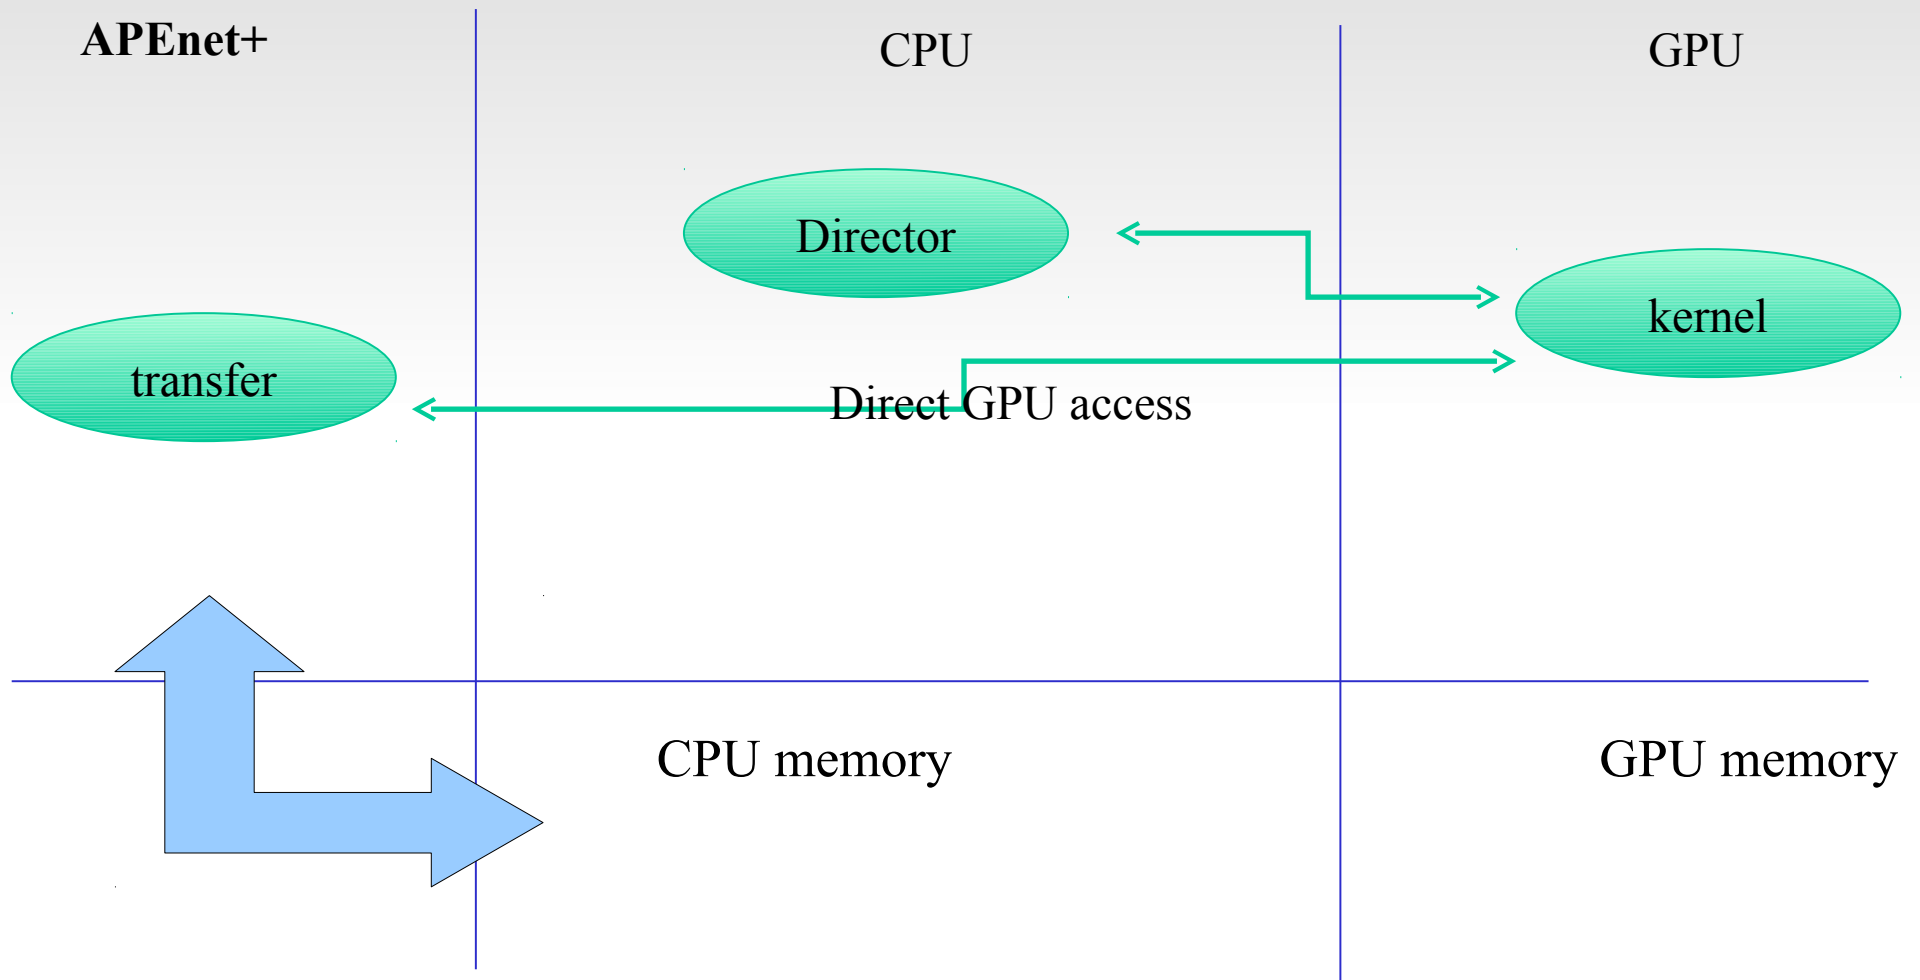 APEnet+
CPU
GPU
Director
kernel
transfer
Direct GPU access
CPU memory
GPU memory